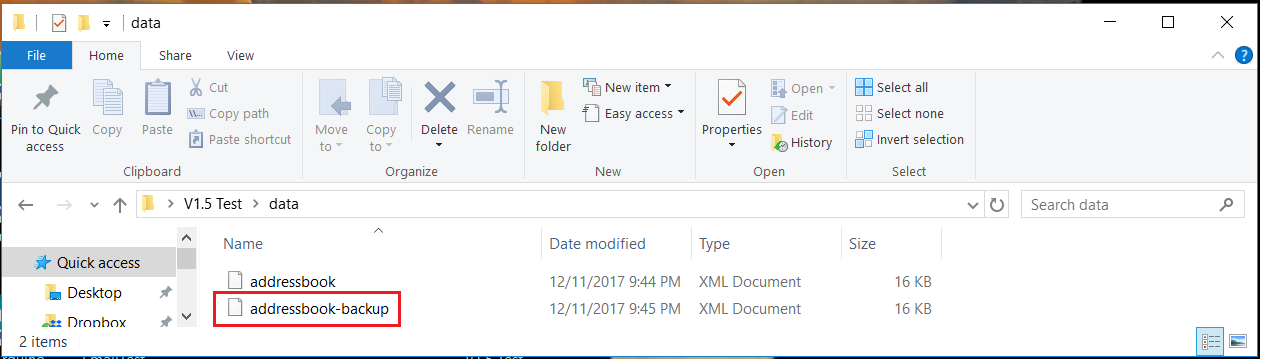 data
File Home Share View
Pin to Quick access
Copy
Paste
Cut
Copy path
Paste shortcut
Clipboard
Move to
Copy to
Delete
Rename
Organize
New folder
New item
Easy access
New
Properties
Open
Edit
History
Open
Select all
Select none
Invert selection
Select
V1.5 Test data
Search data
Name Date modified Type Size
Quick access
Desktop
Dropbox
addressbook 12/11/2017 9:44 PM XML Document 16 KB
addressbook-backup 12/11/2017 9:45 PM XML Document 16 KB
2 items